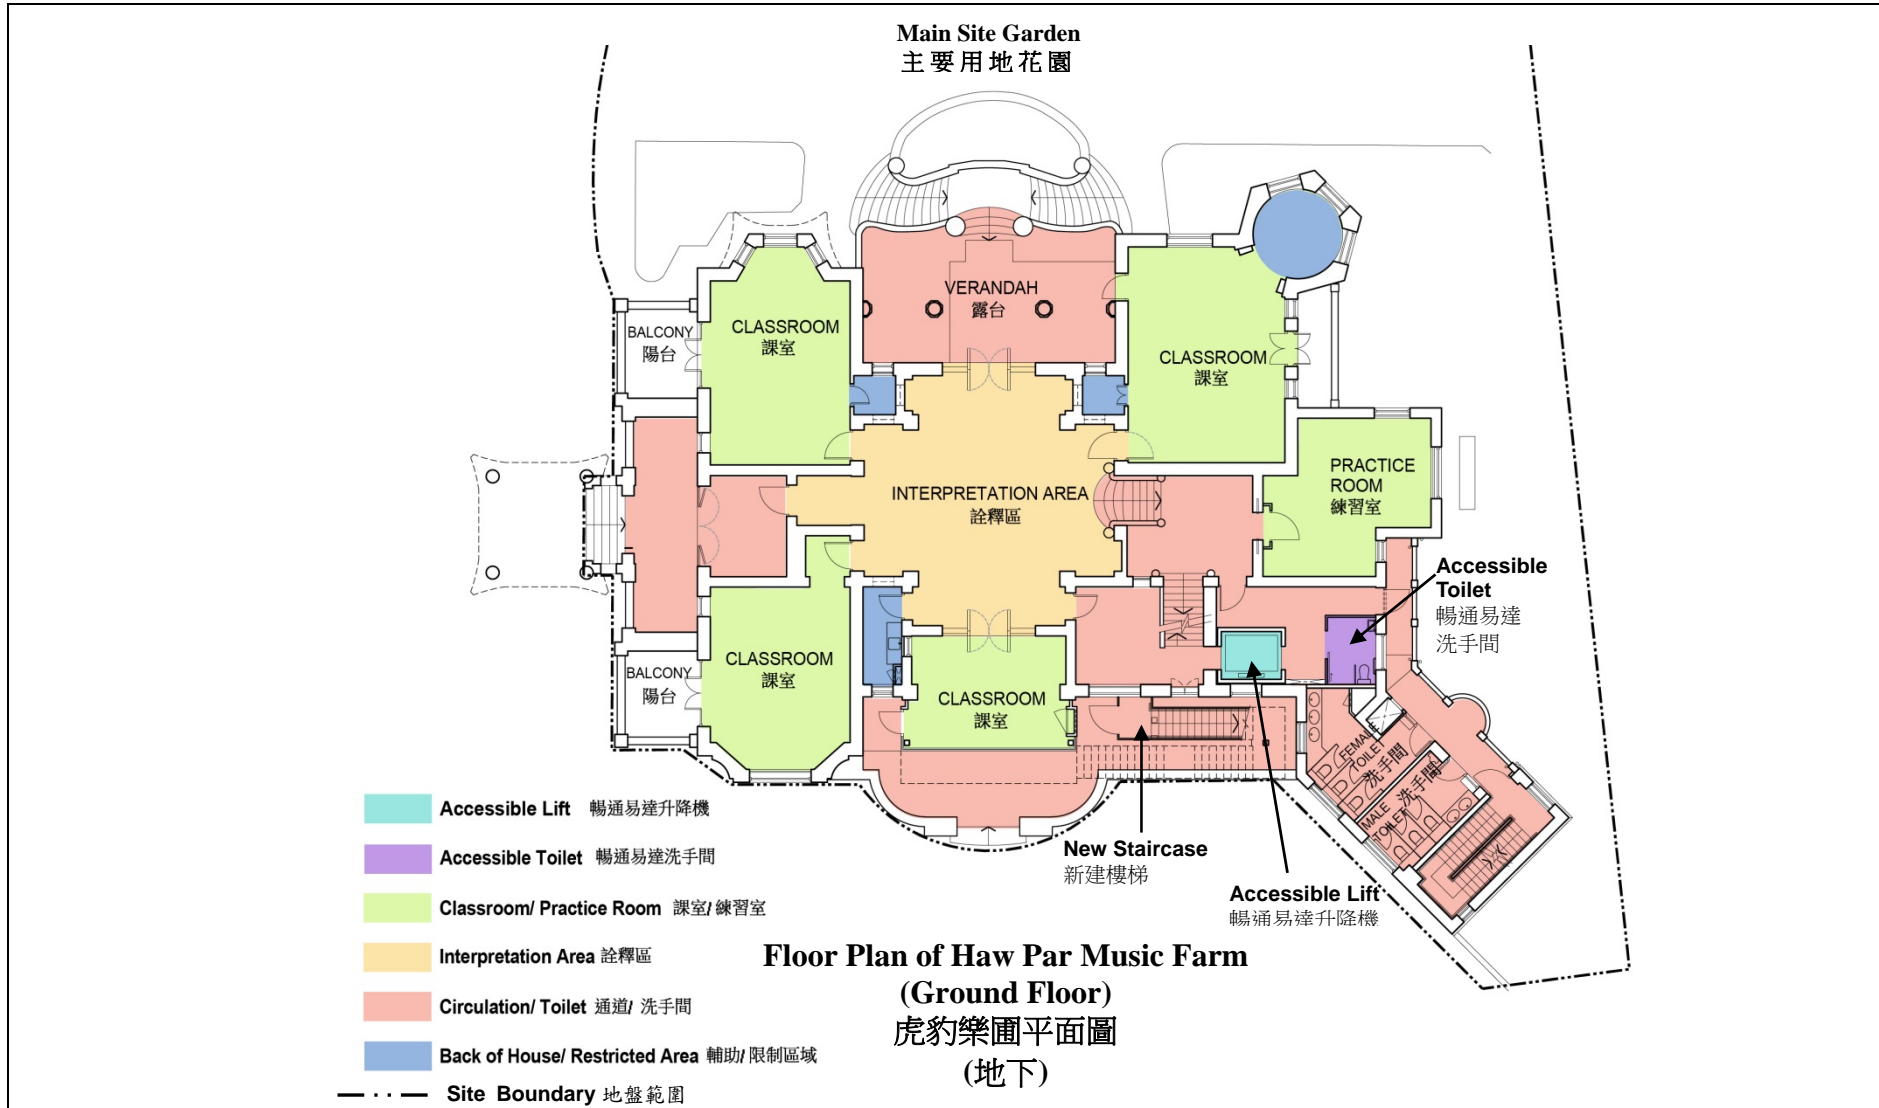 Main Site Garden
主要用地花園
VERANDAH
露台
BALCONY
陽台
CLASSROOM
課室
CLASSROOM
課室
PRACTICE
ROOM
練習室
INTERPRETATION AREA
詮釋區
Accessible
Toilet
暢通易達
洗手間
BALCONY
陽台
CLASSROOM
課室
CLASSROOM
課室
FEMALE
TOILET
洗手間
MALE
TOILET
洗手間
New Staircase
新建樓梯
Accessible Lift
暢通易達升降機
Accessible Lift 暢通易達升降機
Accessible Toilet 暢通易達洗手間
Classroom/ Practice Room 課室/ 練習室
Interpretation Area 詮釋區
Circulation/ Toilet 通道/ 洗手間
Back of House/ Restricted Area 輔助/ 限制區域
Site Boundary 地盤範圍
Floor Plan of Haw Par Music Farm
(Ground Floor)
虎豹樂圃平面圖
(地下)